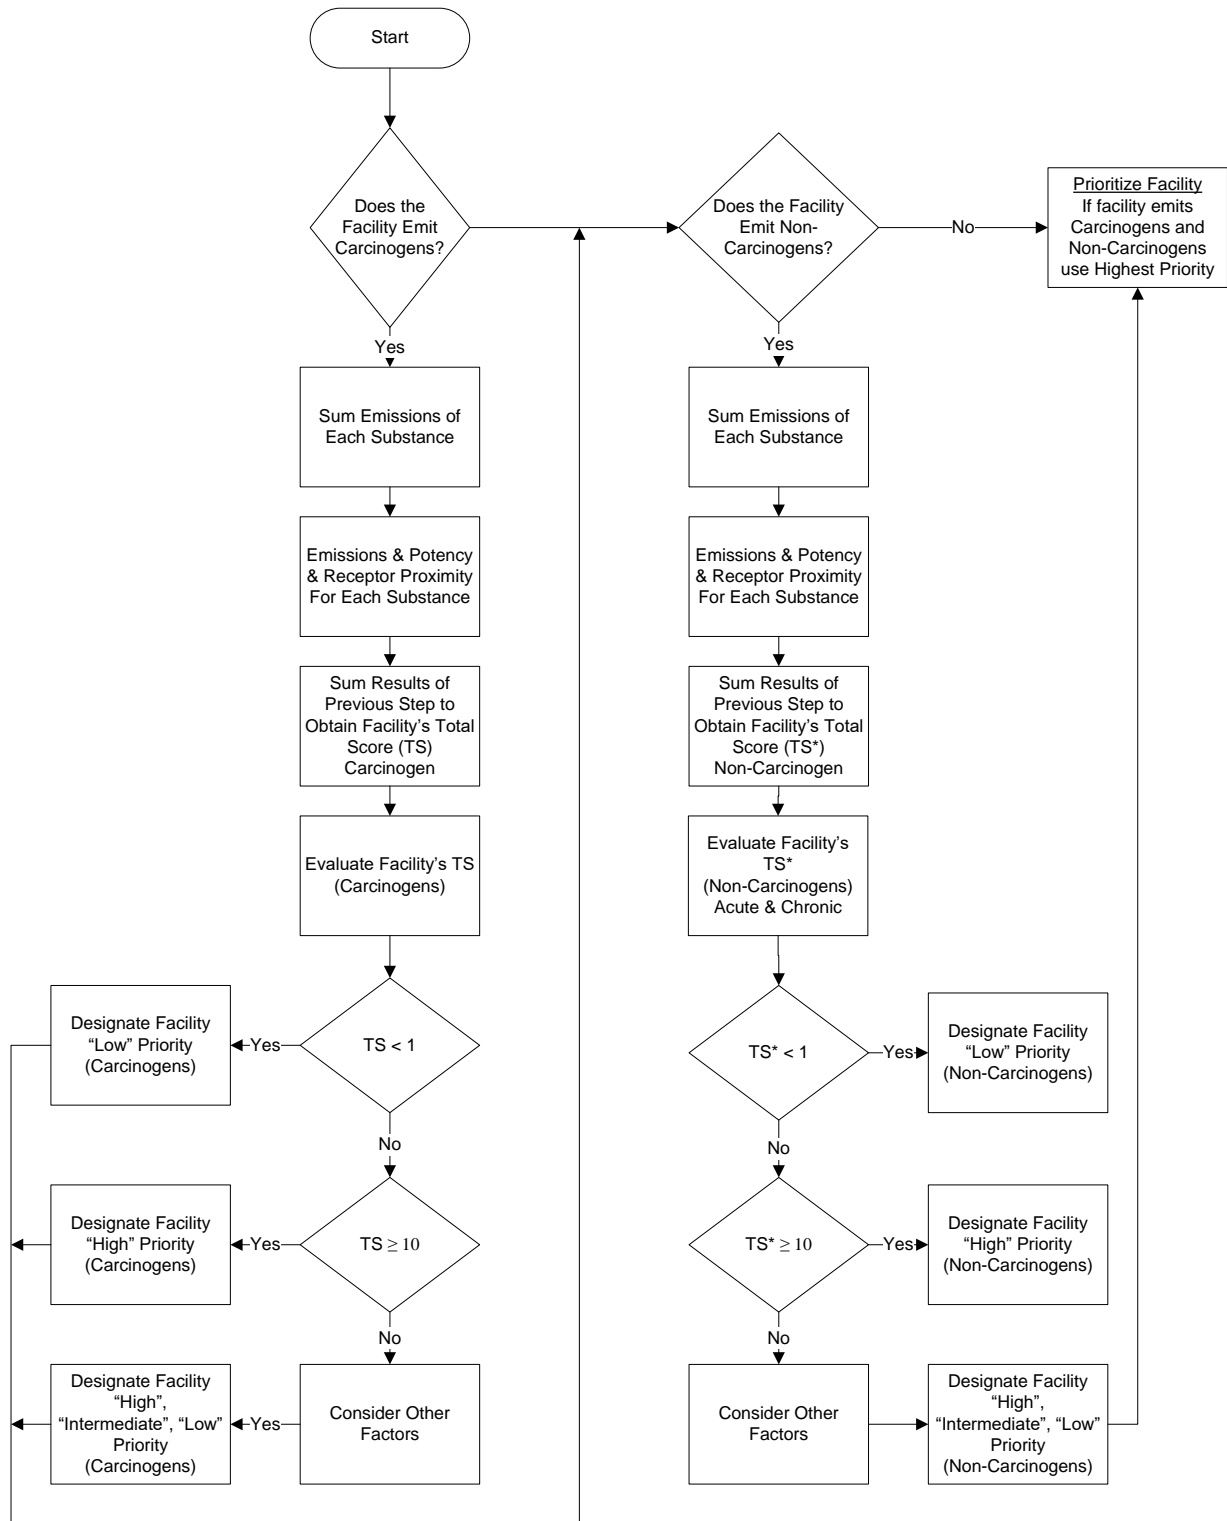 Start
Does the
Facility Emit
Carcinogens?
Does the Facility
Emit Non-
Carcinogens?
No
Prioritize Facility
If facility emits
Carcinogens and
Non-Carcinogens
use Highest Priority
Yes
Yes
Sum Emissions of
Each Substance
Sum Emissions of
Each Substance
Emissions & Potency
& Receptor Proximity
For Each Substance
Emissions & Potency
& Receptor Proximity
For Each Substance
Sum Results of
Previous Step to
Obtain Facility’s Total
Score (TS)
Carcinogen
Sum Results of
Previous Step to
Obtain Facility’s Total
Score (TS*)
Non-Carcinogen
Evaluate Facility’s TS
(Carcinogens)
Evaluate Facility’s
TS*
(Non-Carcinogens)
Acute & Chronic
Designate Facility
“Low” Priority
(Carcinogens)
Yes
TS < 1
TS* < 1
Yes
Designate Facility
“Low” Priority
(Non-Carcinogens)
No
No
Designate Facility
“High” Priority
(Carcinogens)
Yes
TS ≥ 10
TS* ≥ 10
Yes
Designate Facility
“High” Priority
(Non-Carcinogens)
No
No
Designate Facility
“High”,
“Intermediate”, “Low”
Priority
(Carcinogens)
Yes
Consider Other
Factors
Consider Other
Factors
Designate Facility
“High”,
“Intermediate”, “Low”
Priority
(Non-Carcinogens)